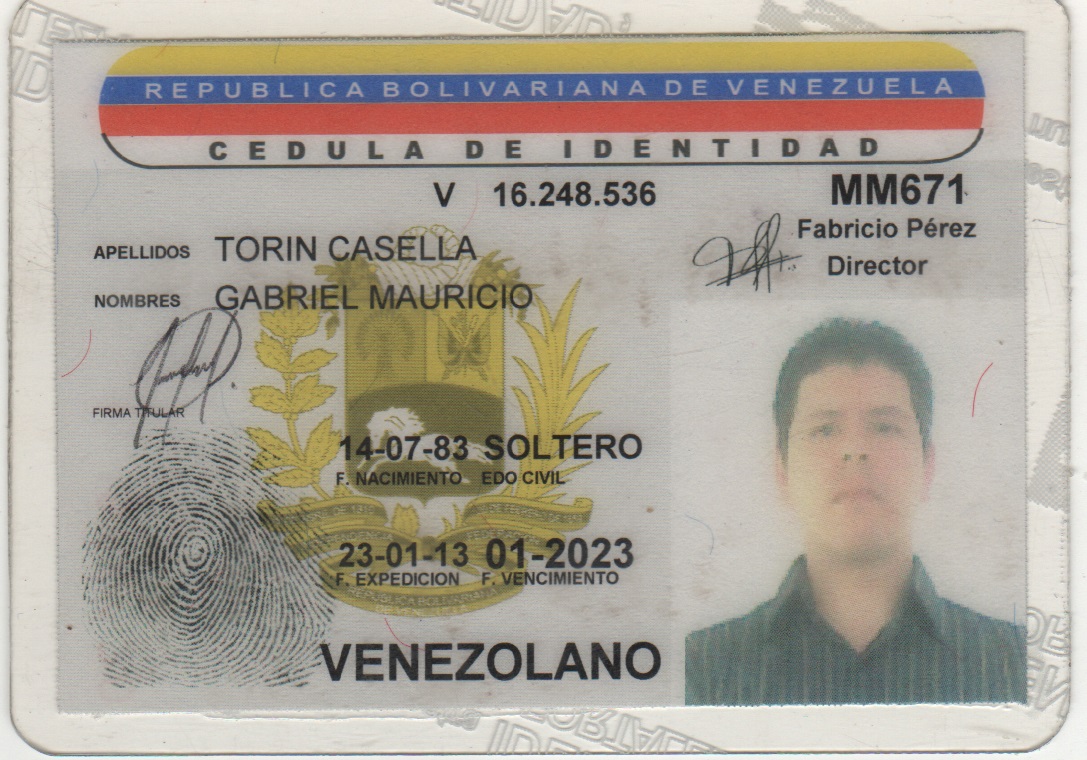 REPUBLICA BOLIVARIANA DE VENEZUELA
CEDULA DE IDENTIDAD
V 16.248.536
MM671
Fabricio Pérez
Director
APELLIDOS TORIN CASELLA
NOMBRES GABRIEL MAURICIO
FIRMA TITULAR
14-07-83 SOLTERO
F. NACIMIENTO EDO CIVIL
23-01-13 01-2023
F. EXPEDICION F. VENCIMIENTO
VENEZOLANO